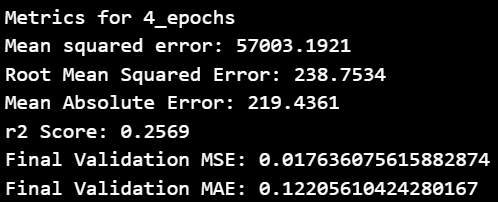 Metrics for 4_epochs
Mean squared error: 57003.1921
Root Mean Squared Error: 238.7534
Mean Absolute Error: 219.4361
r2 Score: 0.2569
Final Validation MSE: 0.017636075615882874
Final Validation MAE: 0.12205610424280167